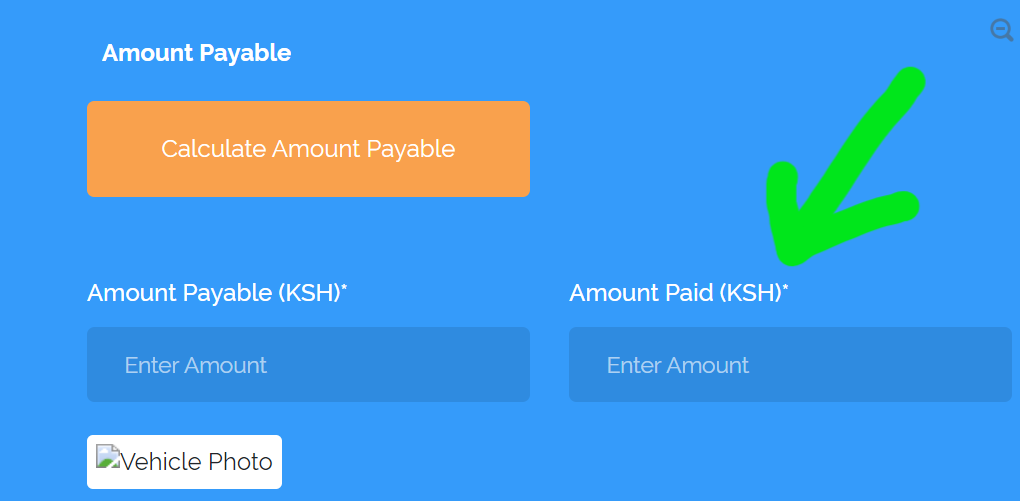 Amount Payable
Calculate Amount Payable
Amount Payable (KSH)*
Amount Paid (KSH)*
Enter Amount
Enter Amount
Vehicle Photo